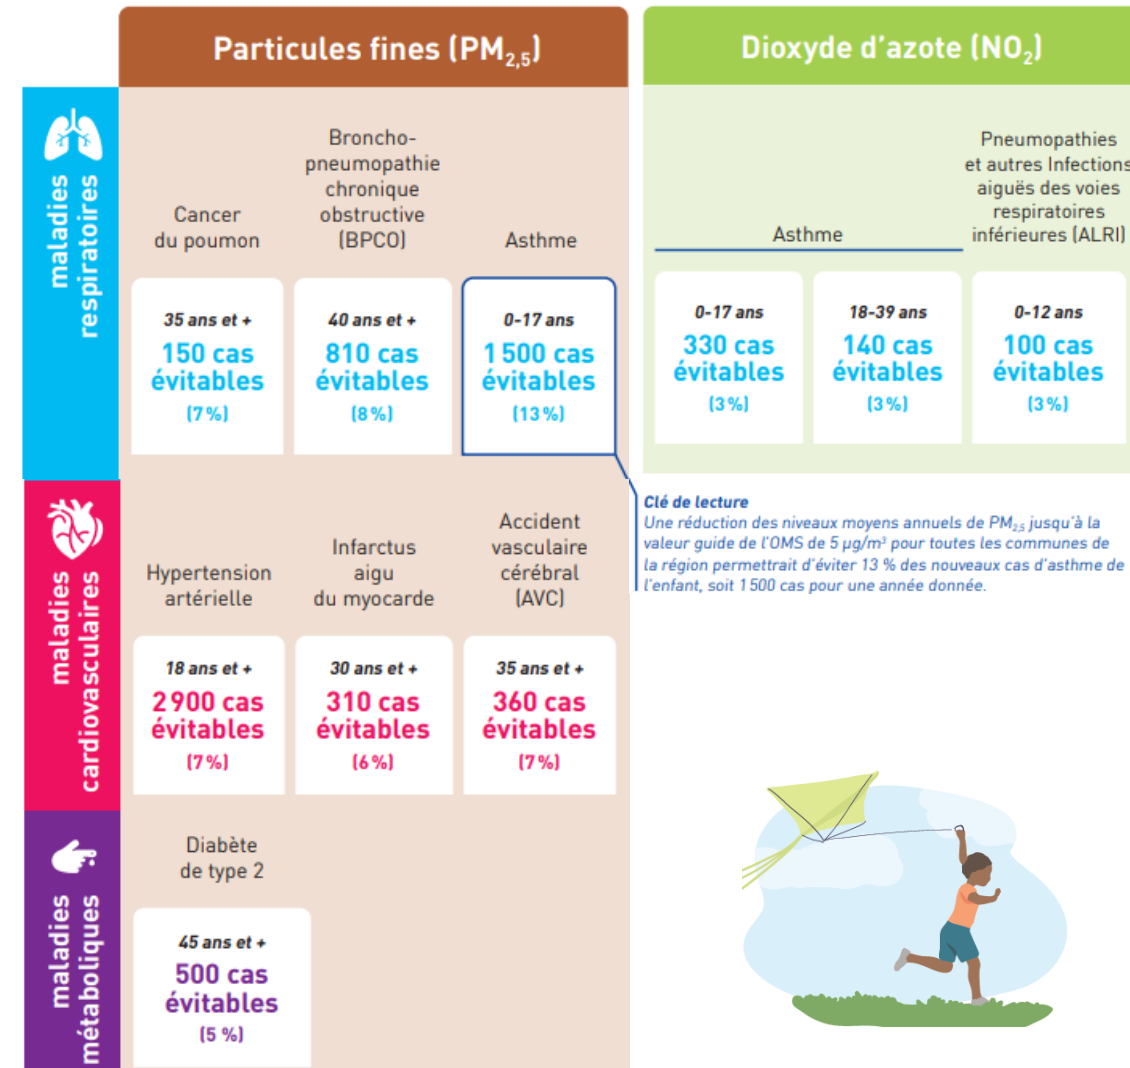 Particules fines (PM2,5)
Dioxyde d'azote (NO2)
maladies
respiratoires
Cancer
du poumon
Broncho-
pneumopathie
chronique
obstructive
(BPCO)
Asthme
35 ans et +
150 cas
évitables
(7 %)
40 ans et +
810 cas
évitables
(8 %)
0-17 ans
1 500 cas
évitables
(13 %)
Asthme
Pneumopathies
et autres Infections
aiguës des voies
respiratoires
inférieures (ALRI)
0-17 ans
330 cas
évitables
(3 %)
18-39 ans
140 cas
évitables
(3 %)
0-12 ans
100 cas
évitables
(3 %)
Clé de lecture
Une réduction des niveaux moyens annuels de PM2,5 jusqu'à la
valeur guide de l'OMS de 5 µg/m³ pour toutes les communes de
la région permettrait d'éviter 13 % des nouveaux cas d'asthme de
l'enfant, soit 1 500 cas pour une année donnée.
maladies
cardiovasculaires
Hypertension
artérielle
Infarctus
aigu
du myocarde
Accident
vasculaire
cérébral
(AVC)
18 ans et +
2 900 cas
évitables
(7 %)
30 ans et +
310 cas
évitables
(6 %)
35 ans et +
360 cas
évitables
(7 %)
maladies
métaboliques
Diabète
de type 2
45 ans et +
500 cas
évitables
(5 %)